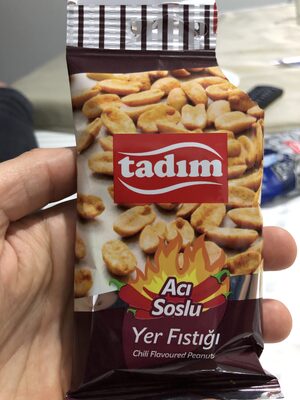 tadım
Acı
Soslu
Yer Fıstığı
Chili Flavoured Peanuts